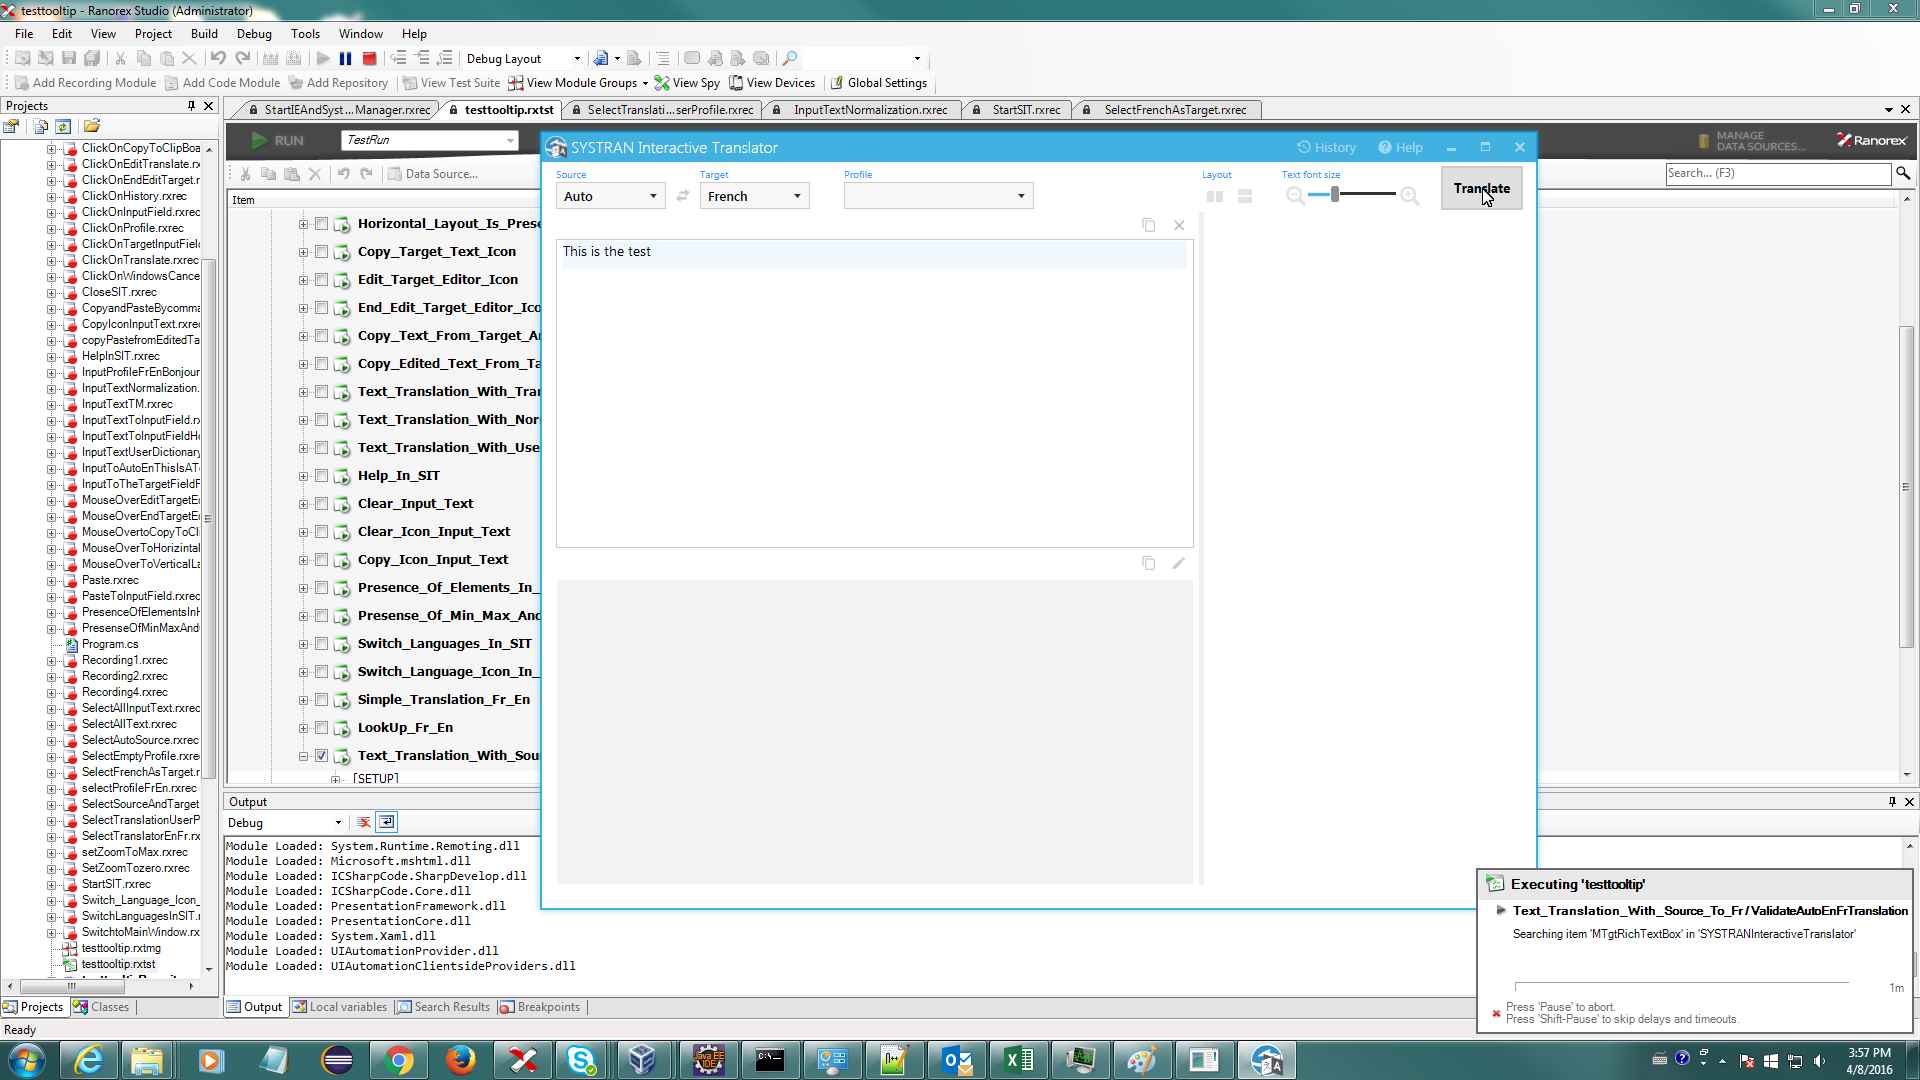 testtooltip - Ranorex Studio (Administrator)
File Edit View Project Build Debug Tools Window Help
Debug Layout
Add Recording Module Add Code Module Add Repository View Test Suite View Module Groups View Spy View Devices Global Settings
Projects
StartIEAndSyst...Manager.rxrec testtooltip.rxtst SelectTranslati...serProfile.rxrec InputTextNormalization.rxrec StartSIT.rxrec SelectFrenchAsTarget.rxrec
RUN TestRun
MANAGE DATA SOURCES...
Ranorex
Data Source...
Search... (F3)
Item
ClickOnCopyToClipBoa
ClickOnEditTranslate.rx
ClickOnEndEditTarget.r
ClickOnHistory.rxrec
ClickOnInputField.rxrec
ClickOnProfile.rxrec
ClickOnTargetInputField
ClickOnTranslate.rxrec
ClickOnWindowsCance
CloseSIT.rxrec
CopyandPasteBycomma
CopyIconInputText.rxrec
copyPastefromEditedTa
HelpInSIT.rxrec
InputProfileFrEnBonjour
InputTextNormalization.
InputTextTM.rxrec
InputTextToInputField.rx
InputTextToInputFieldHo
InputTextUserDictionary
InputToAutoEnThisIsAT
InputToTheTargetFieldF
MouseOverEditTargetEd
MouseOverEndTargetE
MouseOvertoCopyToCli
MouseOverToHorizintal
MouseOverToVerticalLa
Paste.rxrec
PasteToInputField.rxrec
PresenceOfElementsInH
PresenseOfMinMaxAnd
Program.cs
Recording1.rxrec
Recording2.rxrec
Recording4.rxrec
SelectAllInputText.rxrec
SelectAllText.rxrec
SelectAutoSource.rxrec
SelectEmptyProfile.rxre
SelectFrenchAsTarget.r
selectProfileFrEn.rxrec
SelectSourceAndTarget
SelectTranslationUserP
SelectTranslatorEnFr.rx
setZoomToMax.rxrec
SetZoomTozero.rxrec
StartSIT.rxrec
Switch_Language_Icon_
SwitchLanguagesInSIT.r
SwitchtoMainWindow.rx
testtooltip.rxtmg
testtooltip.rxtst
Projects Classes
Horizontal_Layout_Is_Prese
Copy_Target_Text_Icon
Edit_Target_Editor_Icon
End_Edit_Target_Editor_Ico
Copy_Text_From_Target_Ar
Copy_Edited_Text_From_Ta
Text_Translation_With_Tran
Text_Translation_With_Nor
Text_Translation_With_Use
Help_In_SIT
Clear_Input_Text
Clear_Icon_Input_Text
Copy_Icon_Input_Text
Presence_Of_Elements_In_
Presense_Of_Min_Max_And
Switch_Languages_In_SIT
Switch_Language_Icon_In_
Simple_Translation_Fr_En
LookUp_Fr_En
Text_Translation_With_Sou
[SETUP]
SYSTRAN Interactive Translator
History Help
Source Target Profile Layout Text font size
Auto French Translate
This is the test
Output
Debug
Module Loaded: System.Runtime.Remoting.dll
Module Loaded: Microsoft.mshtml.dll
Module Loaded: ICSharpCode.SharpDevelop.dll
Module Loaded: ICSharpCode.Core.dll
Module Loaded: PresentationFramework.dll
Module Loaded: PresentationCore.dll
Module Loaded: System.Xaml.dll
Module Loaded: UIAutomationProvider.dll
Module Loaded: UIAutomationClientsideProviders.dll
Output Local variables Search Results Breakpoints
Executing 'testtooltip'
Text_Translation_With_Source_To_Fr / ValidateAutoEnFrTranslation
Searching item 'MTgtRichTextBox' in 'SYSTRANInteractiveTranslator'
1m
Press 'Pause' to abort.
Press 'Shift-Pause' to skip delays and timeouts.
Ready
3:57 PM
4/8/2016